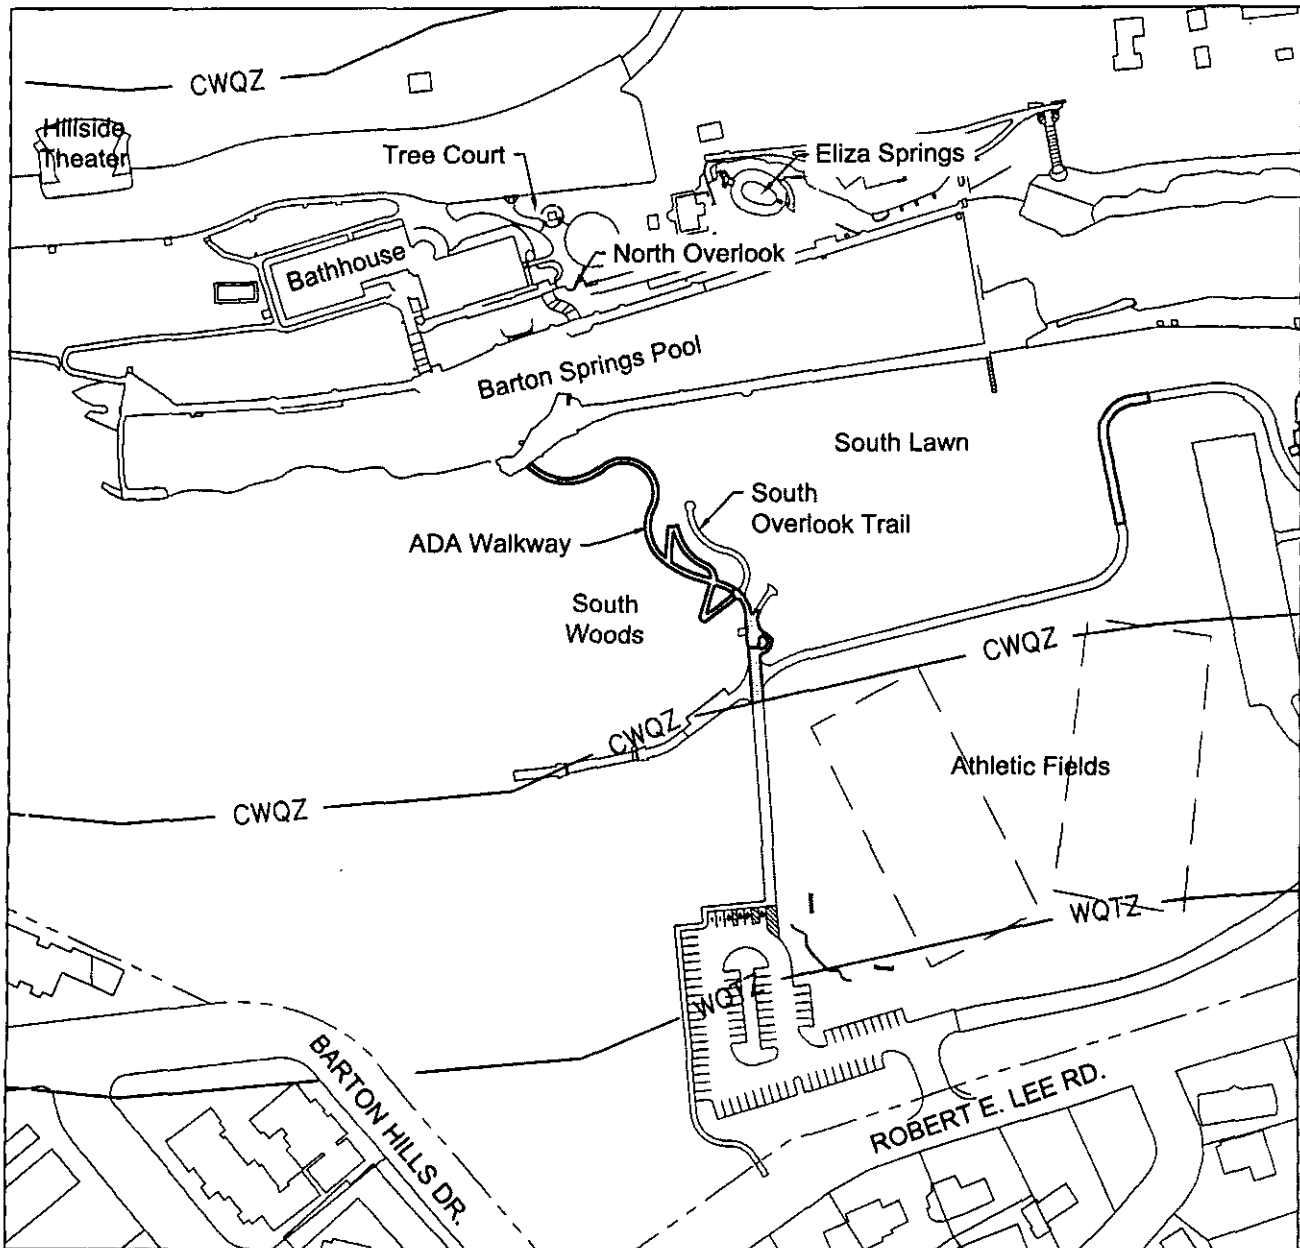 CWQZ
Hillside
Theater
Tree Court
Eliza Springs
North Overlook
Bathhouse
Barton Springs Pool
South Lawn
South
Overlook Trail
ADA Walkway
South
Woods
CWQZ
CWQZ
CWQZ
Athletic Fields
WQTZ
WQTZ
BARTON HILLS DR.
ROBERT E. LEE RD.